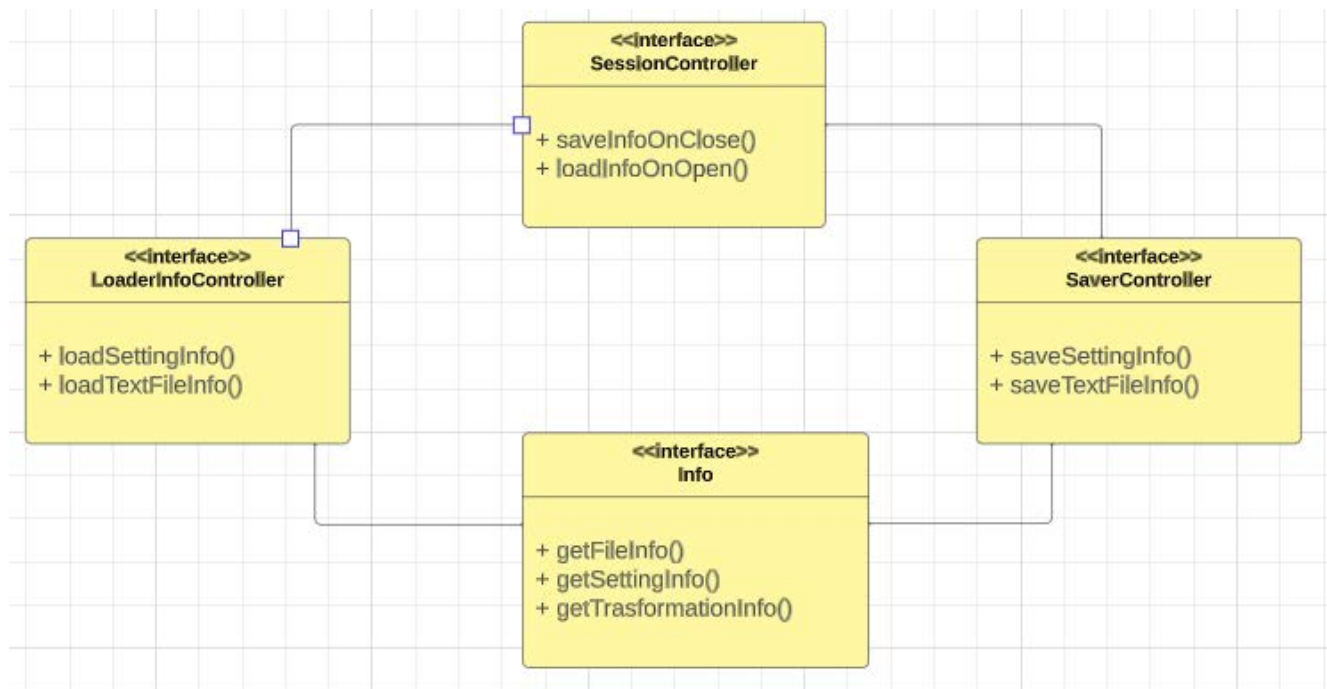 <<interface>>
SessionController
+ saveInfoOnClose()
+ loadInfoOnOpen()
<<interface>>
LoaderInfoController
+ loadSettingInfo()
+ loadTextFileInfo()
<<interface>>
SaverController
+ saveSettingInfo()
+ saveTextFileInfo()
<<interface>>
Info
+ getFileInfo()
+ getSettingInfo()
+ getTrasformationInfo()